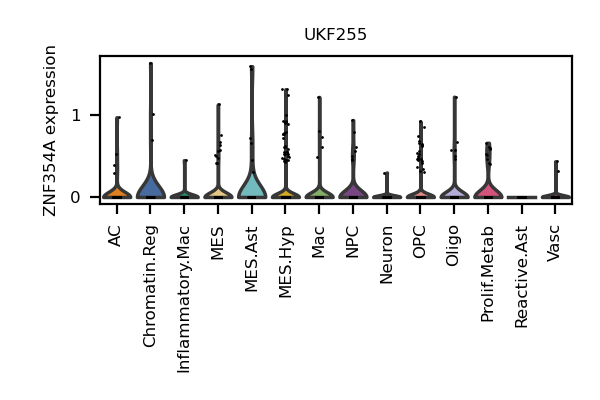 UKF255
ZNF354A expression
1
0
AC
Chromatin.Reg
Inflammatory.Mac
MES
MES.Ast
MES.Hyp
Mac
NPC
Neuron
OPC
Oligo
Prolif.Metab
Reactive.Ast
Vasc